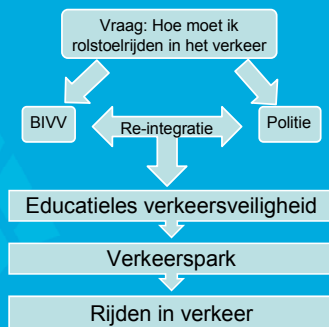 Vraag: Hoe moet ik
rolstoelrijden in het verkeer
BIVV
Re-integratie
Politie
Educatieles verkeersveiligheid
Verkeerspark
Rijden in verkeer